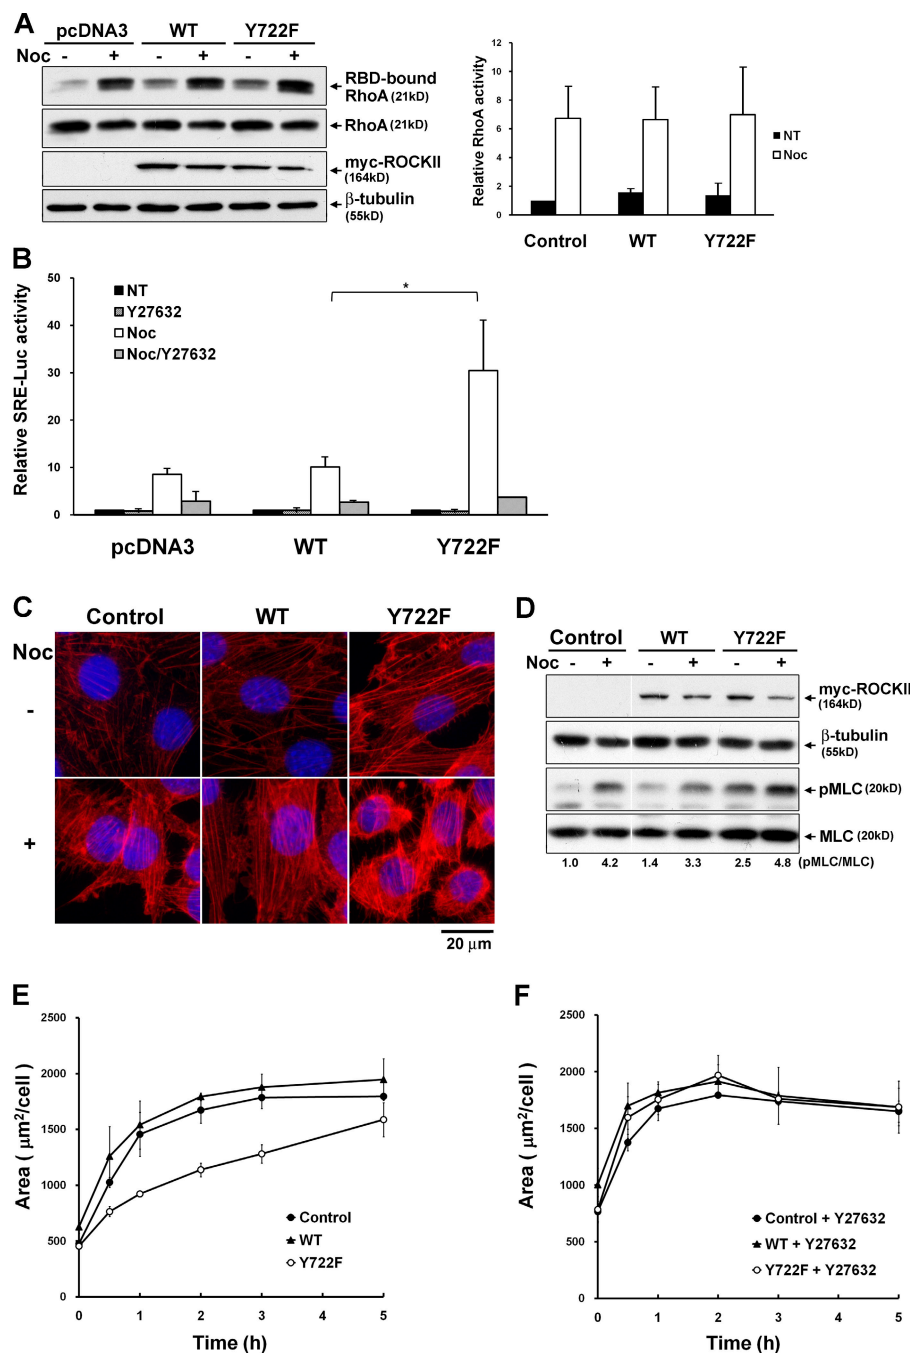 A
pcDNA3 WT Y722F
Noc - + - + - +
RBD-bound
RhoA (21kD)
RhoA (21kD)
myc-ROCKII
(164kD)
β-tubulin
(55kD)
Relative RhoA activity
12
10
8
6
4
2
0
NT
Noc
Control WT Y722F
B
Relative SRE-Luc activity
50
40
30
20
10
0
NT
Y27632
Noc
Noc/Y27632
*
pcDNA3 WT Y722F
C
Control WT Y722F
Noc
-
+
20 μm
D
Control WT Y722F
Noc - + - + - +
myc-ROCKII
(164kD)
β-tubulin
(55kD)
pMLC (20kD)
MLC (20kD)
1.0 4.2 1.4 3.3 2.5 4.8 (pMLC/MLC)
E
Area ( μm²/cell)
2500
2000
1500
1000
500
0
Control
WT
Y722F
0 1 2 3 4 5
Time (h)
F
Area ( μm²/cell)
2500
2000
1500
1000
500
0
Control + Y27632
WT + Y27632
Y722F + Y27632
0 1 2 3 4 5
Time (h)